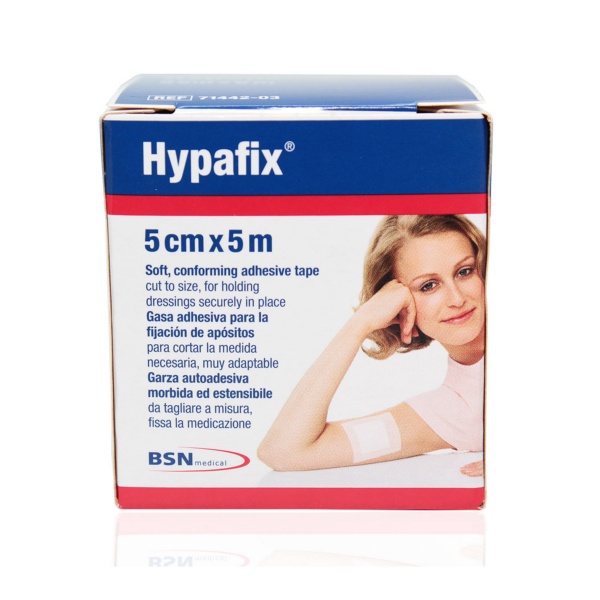 REF 71442-03
Hypafix®
5 cm x 5 m
Soft, conforming adhesive tape
cut to size, for holding
dressings securely in place
Gasa adhesiva para la
fijación de apósitos
para cortar la medida
necesaria, muy adaptable
Garza autoadesiva
morbida ed estensibile
da tagliare a misura,
fissa la medicazione
BSN medical